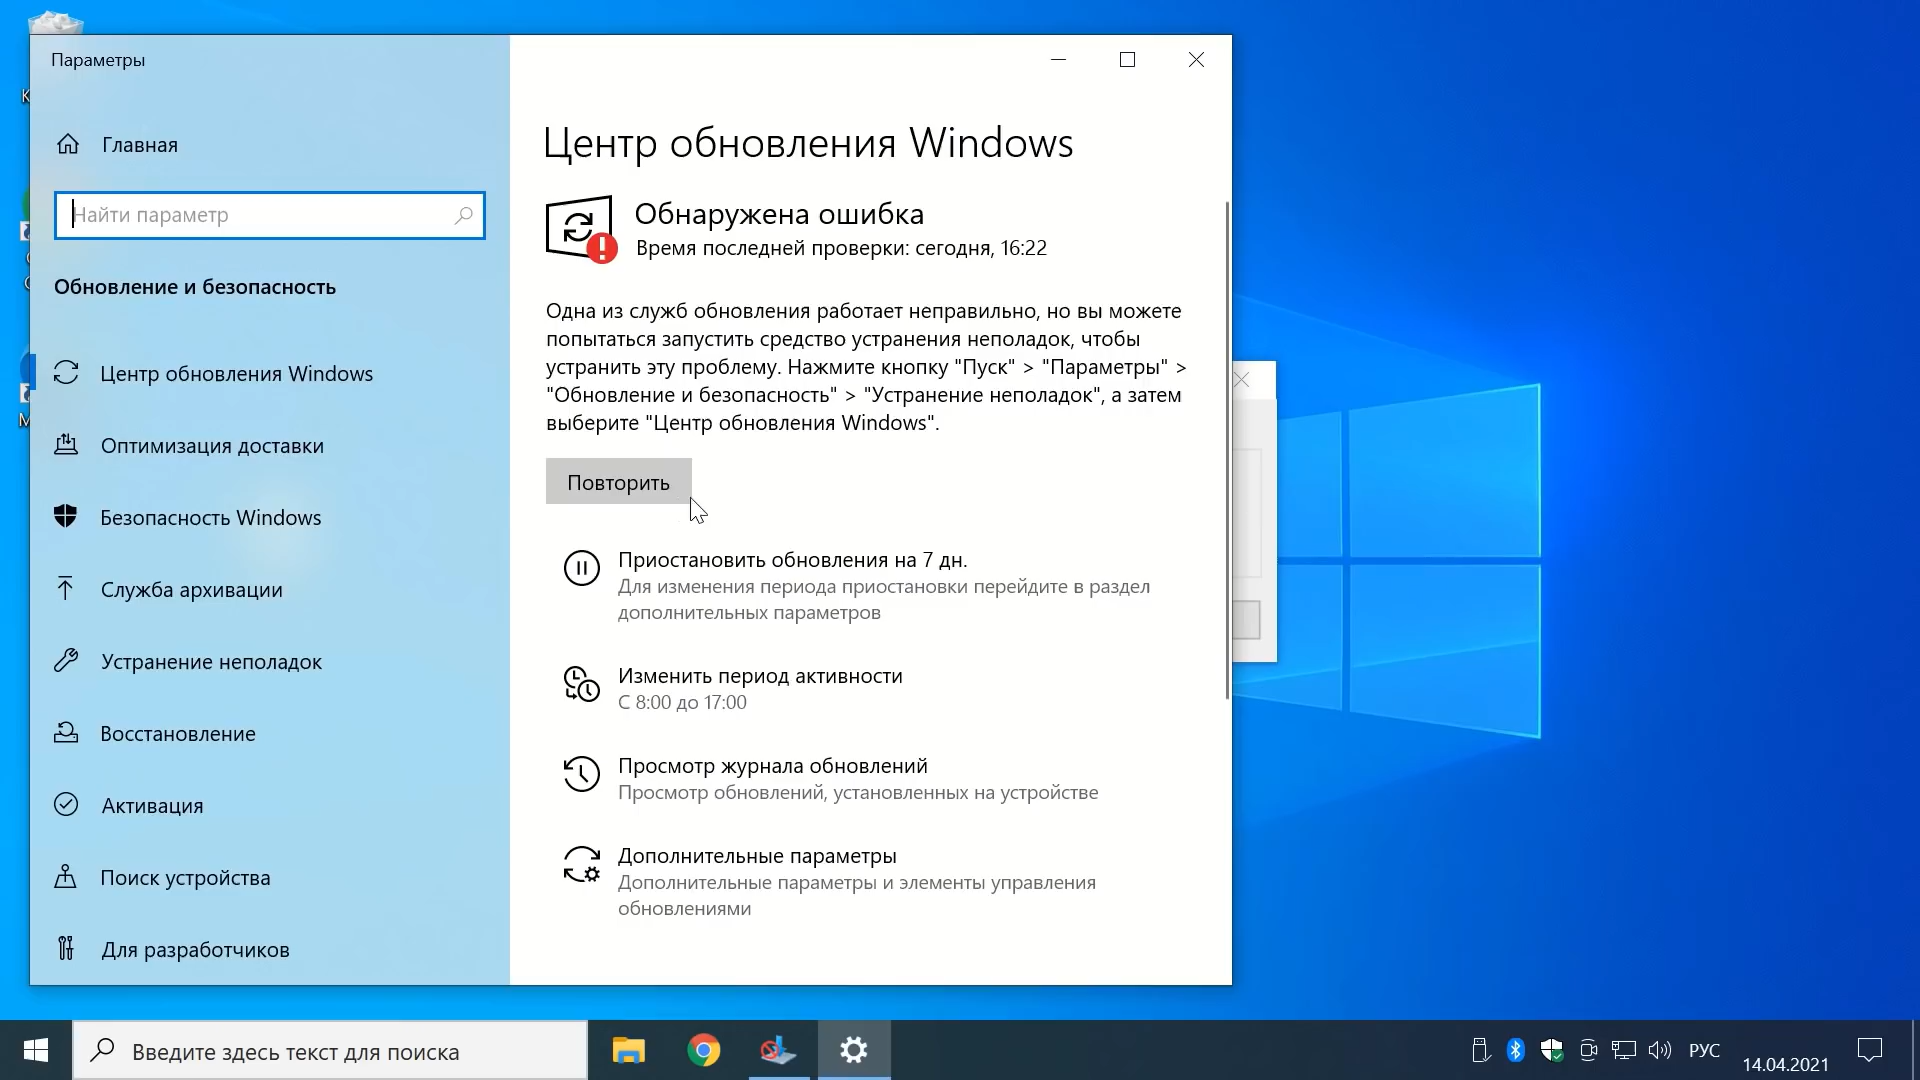 Параметры
Главная
Найти параметр
Обновление и безопасность
Центр обновления Windows
Оптимизация доставки
Безопасность Windows
Служба архивации
Устранение неполадок
Восстановление
Активация
Поиск устройства
Для разработчиков
Центр обновления Windows
Обнаружена ошибка
Время последней проверки: сегодня, 16:22
Одна из служб обновления работает неправильно, но вы можете
попытаться запустить средство устранения неполадок, чтобы
устранить эту проблему. Нажмите кнопку "Пуск" > "Параметры" >
"Обновление и безопасность" > "Устранение неполадок", а затем
выберите "Центр обновления Windows".
Повторить
Приостановить обновления на 7 дн.
Для изменения периода приостановки перейдите в раздел
дополнительных параметров
Изменить период активности
С 8:00 до 17:00
Просмотр журнала обновлений
Просмотр обновлений, установленных на устройстве
Дополнительные параметры
Дополнительные параметры и элементы управления
обновлениями
Введите здесь текст для поиска
РУС
14.04.2021